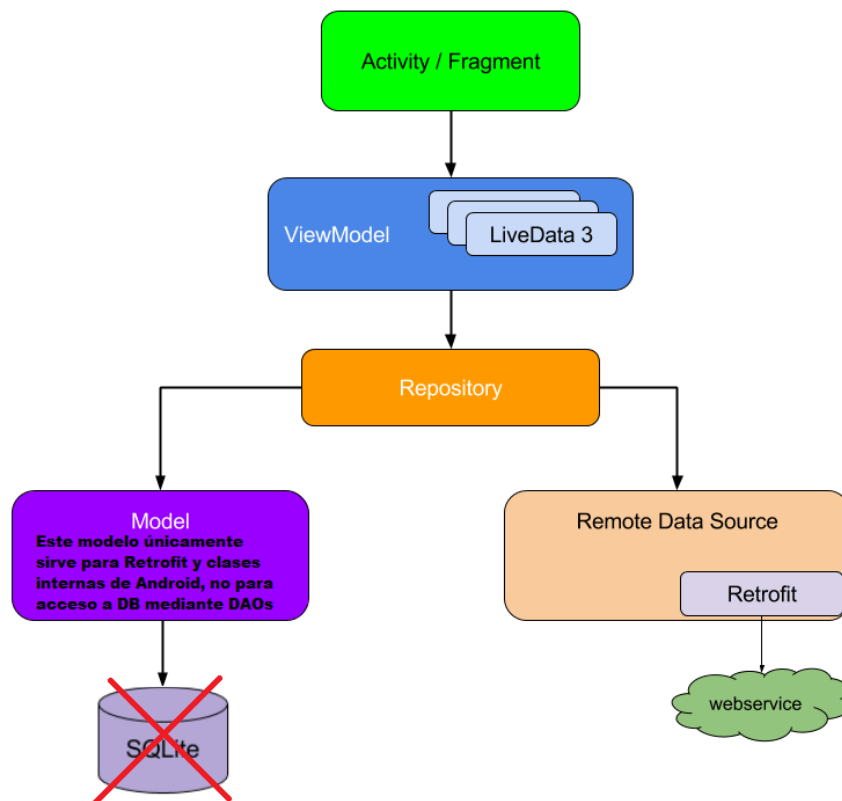 Activity / Fragment
ViewModel
LiveData 3
Repository
Model
Este modelo únicamente
sirve para Retrofit y clases
internas de Android, no para
acceso a DB mediante DAOs
Remote Data Source
Retrofit
SQLite
webservice